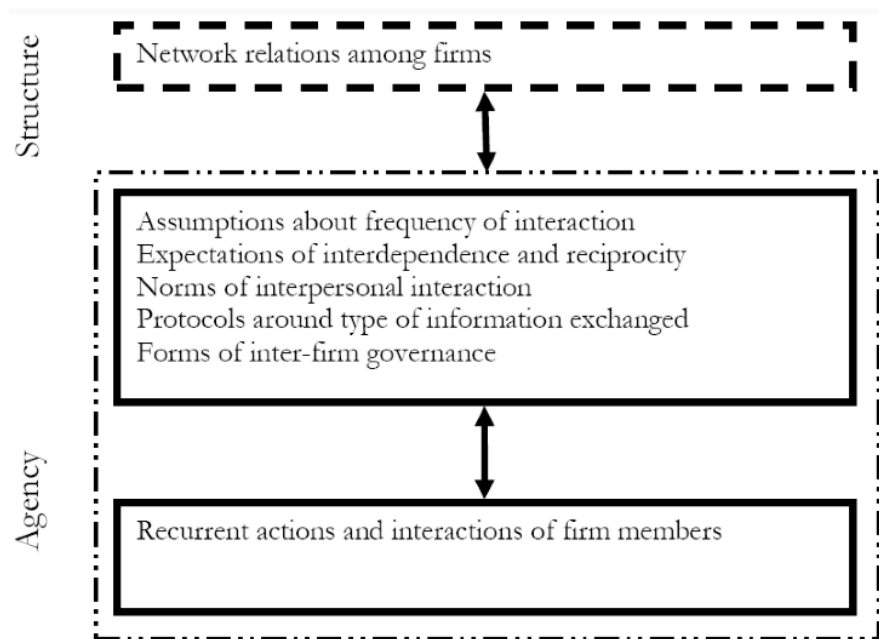 Structure
Network relations among firms
Assumptions about frequency of interaction
Expectations of interdependence and reciprocity
Norms of interpersonal interaction
Protocols around type of information exchanged
Forms of inter-firm governance
Agency
Recurrent actions and interactions of firm members